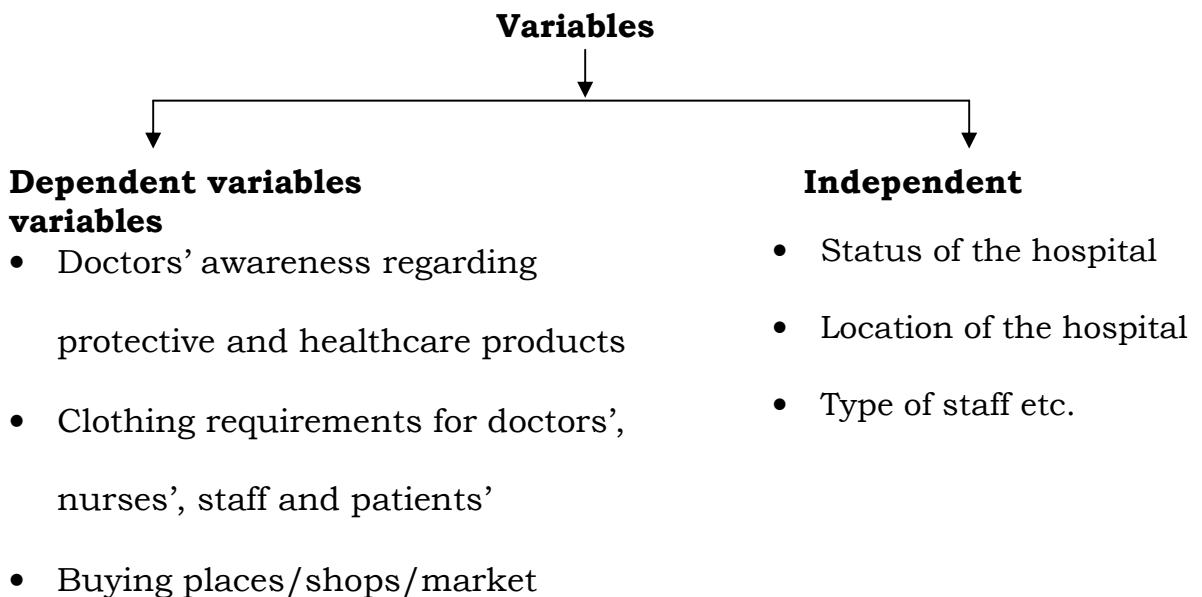 Variables
Dependent variables Independent
variables
• Doctors’ awareness regarding
protective and healthcare products
• Clothing requirements for doctors’,
nurses’, staff and patients’
• Buying places/shops/market
• Status of the hospital
• Location of the hospital
• Type of staff etc.